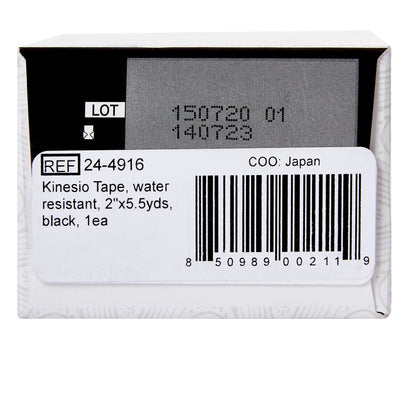 LOT 150720 01
140723
REF 24-4916
COO: Japan
Kinesio Tape, water
resistant, 2"x5.5yds,
black, 1ea
8 50989 00211 9